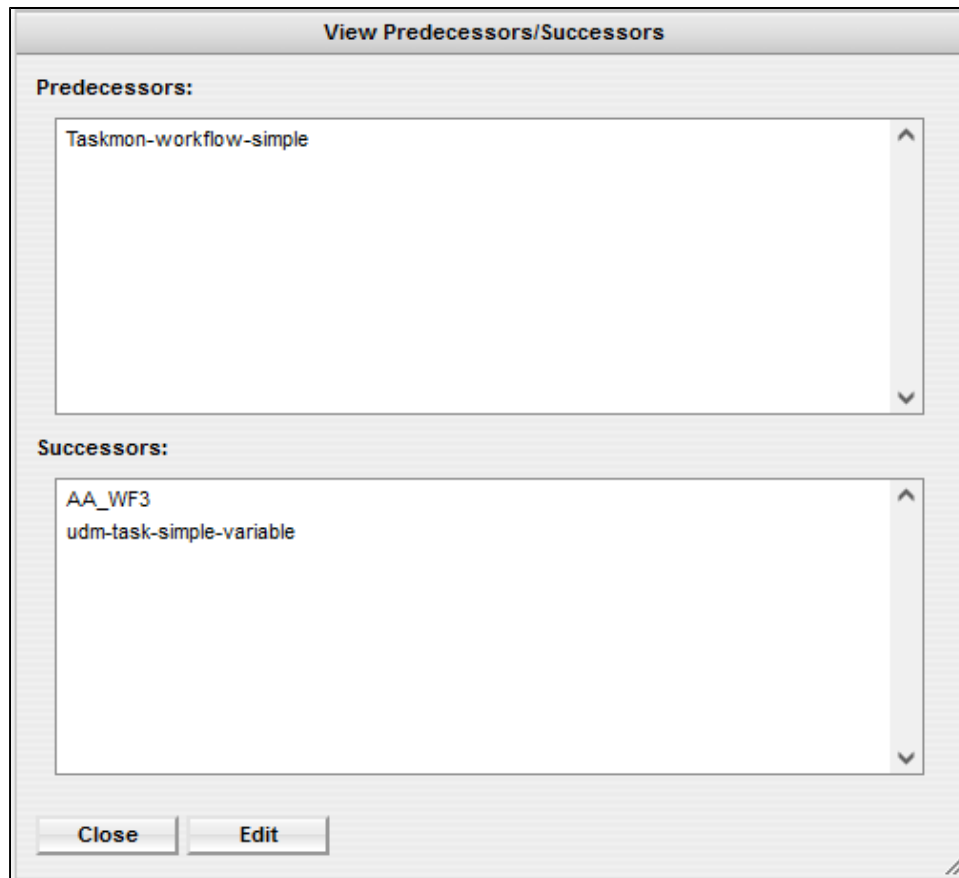 View Predecessors/Successors
Predecessors:
Taskmon-workflow-simple
Successors:
AA_WF3
udm-task-simple-variable
Close Edit